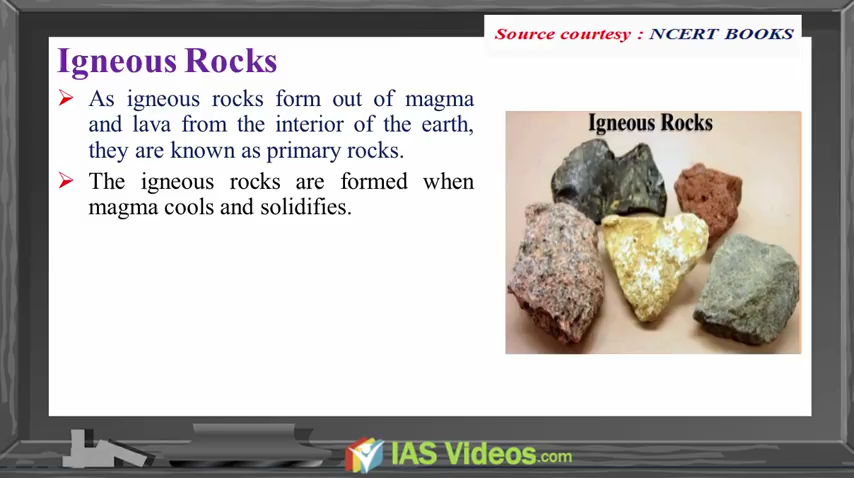 Source courtesy : NCERT BOOKS
Igneous Rocks
➢ As igneous rocks form out of magma
and lava from the interior of the earth,
they are known as primary rocks.
➢ The igneous rocks are formed when
magma cools and solidifies.
Igneous Rocks
IAS Videos.com